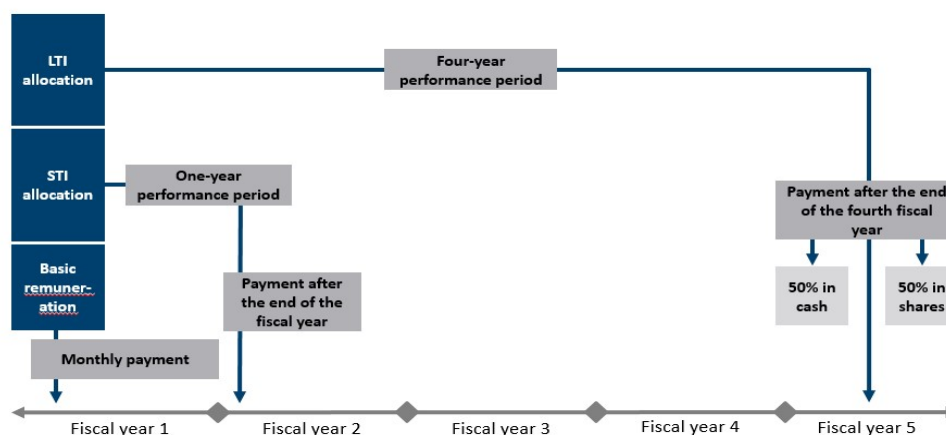 LTI
allocation
Four-year
performance period
STI
allocation
One-year
performance period
Payment after the end
of the fourth fiscal
year
Basic
remuner-
ation
Payment after
the end of the
fiscal year
50% in
cash
50% in
shares
Monthly payment
Fiscal year 1
Fiscal year 2
Fiscal year 3
Fiscal year 4
Fiscal year 5